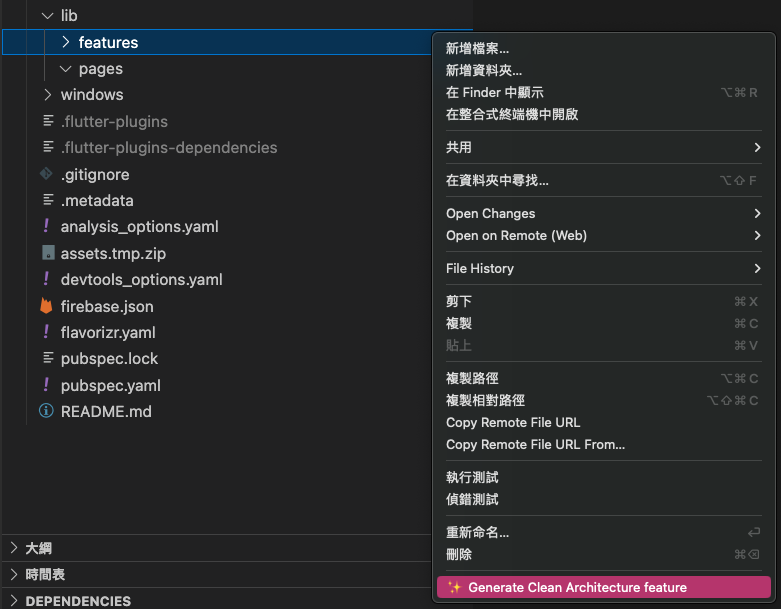 lib
features
pages
windows
.flutter-plugins
.flutter-plugins-dependencies
.gitignore
.metadata
analysis_options.yaml
assets.tmp.zip
devtools_options.yaml
firebase.json
flavorizr.yaml
pubspec.lock
pubspec.yaml
README.md
大綱
時間表
DEPENDENCIES
新增檔案...
新增資料夾...
在 Finder 中顯示 ⌥⌘R
在整合式終端機中開啟
共用
在資料夾中尋找... ⌥⇧F
Open Changes
Open on Remote (Web)
File History
剪下 ⌘X
複製 ⌘C
貼上 ⌘V
複製路徑 ⌥⌘C
複製相對路徑 ⌥⇧⌘C
Copy Remote File URL
Copy Remote File URL From...
執行測試
偵錯測試
重新命名... ⏎
刪除 ⌘⌫
✨ Generate Clean Architecture feature